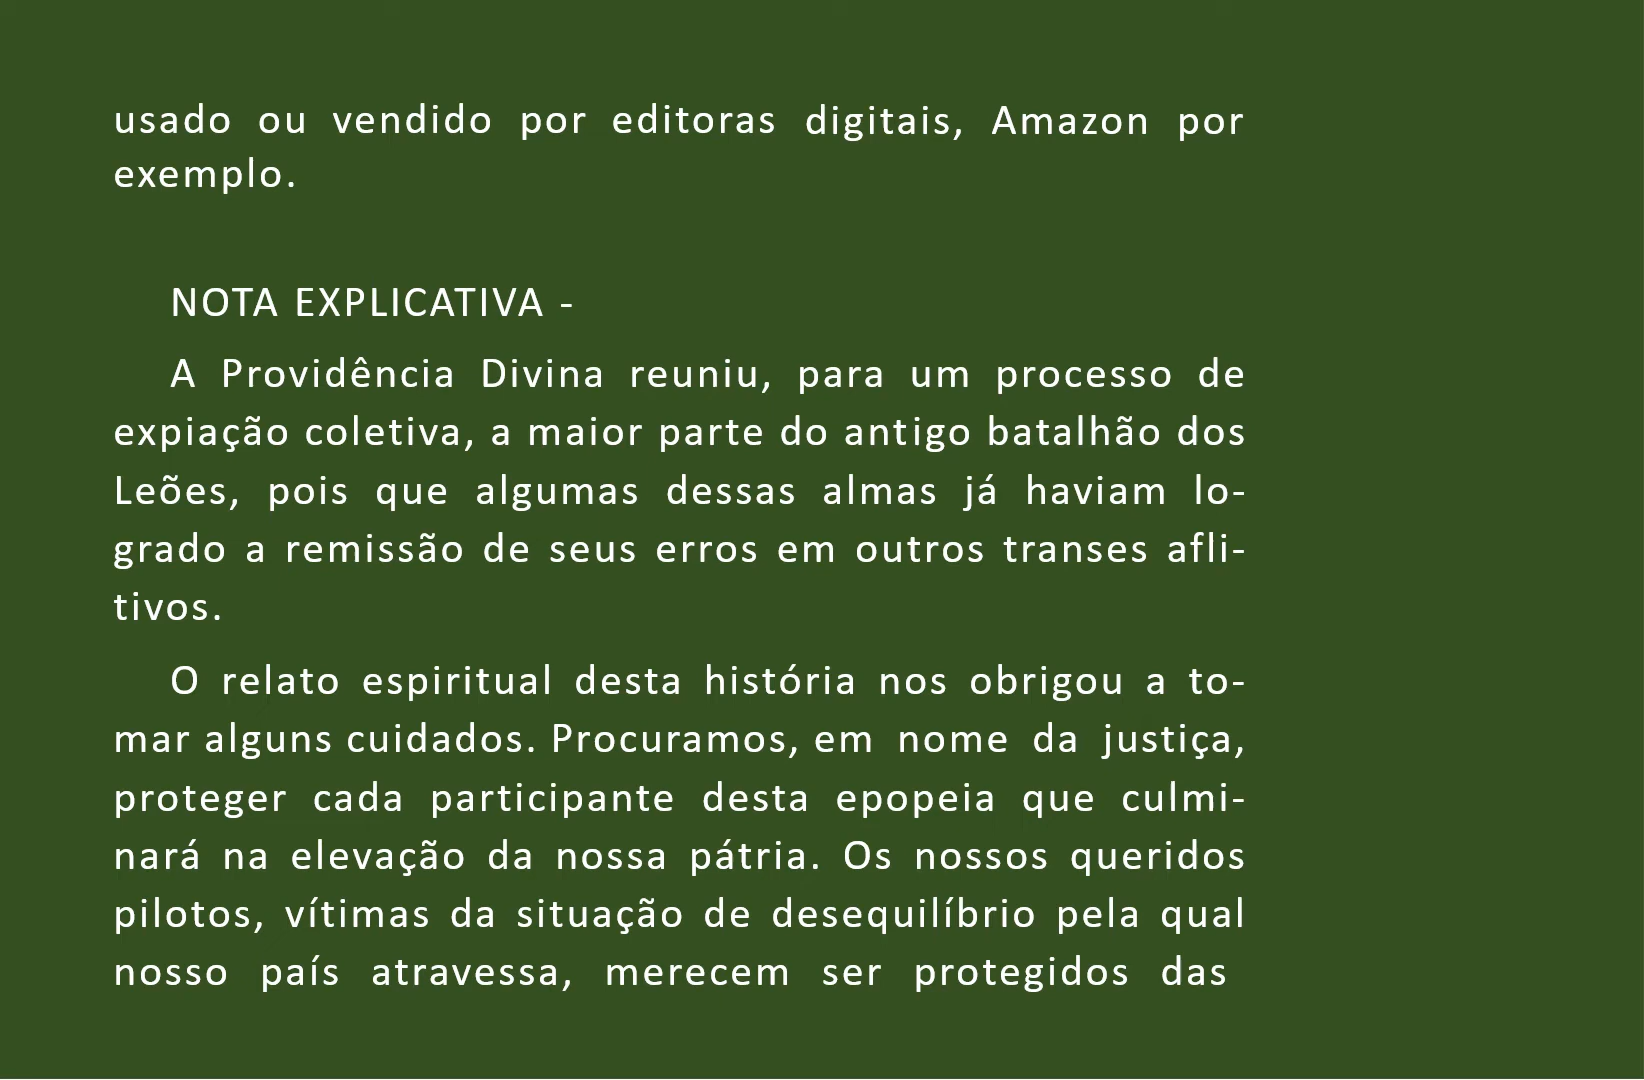 usado ou vendido por editoras digitais, Amazon por
exemplo.
NOTA EXPLICATIVA -
A Providência Divina reuniu, para um processo de
expiação coletiva, a maior parte do antigo batalhão dos
Leões, pois que algumas dessas almas já haviam lo-
grado a remissão de seus erros em outros transes afli-
tivos.
O relato espiritual desta história nos obrigou a to-
mar alguns cuidados. Procuramos, em nome da justiça,
proteger cada participante desta epopeia que culmi-
nará na elevação da nossa pátria. Os nossos queridos
pilotos, vítimas da situação de desequilíbrio pela qual
nosso país atravessa, merecem ser protegidos das